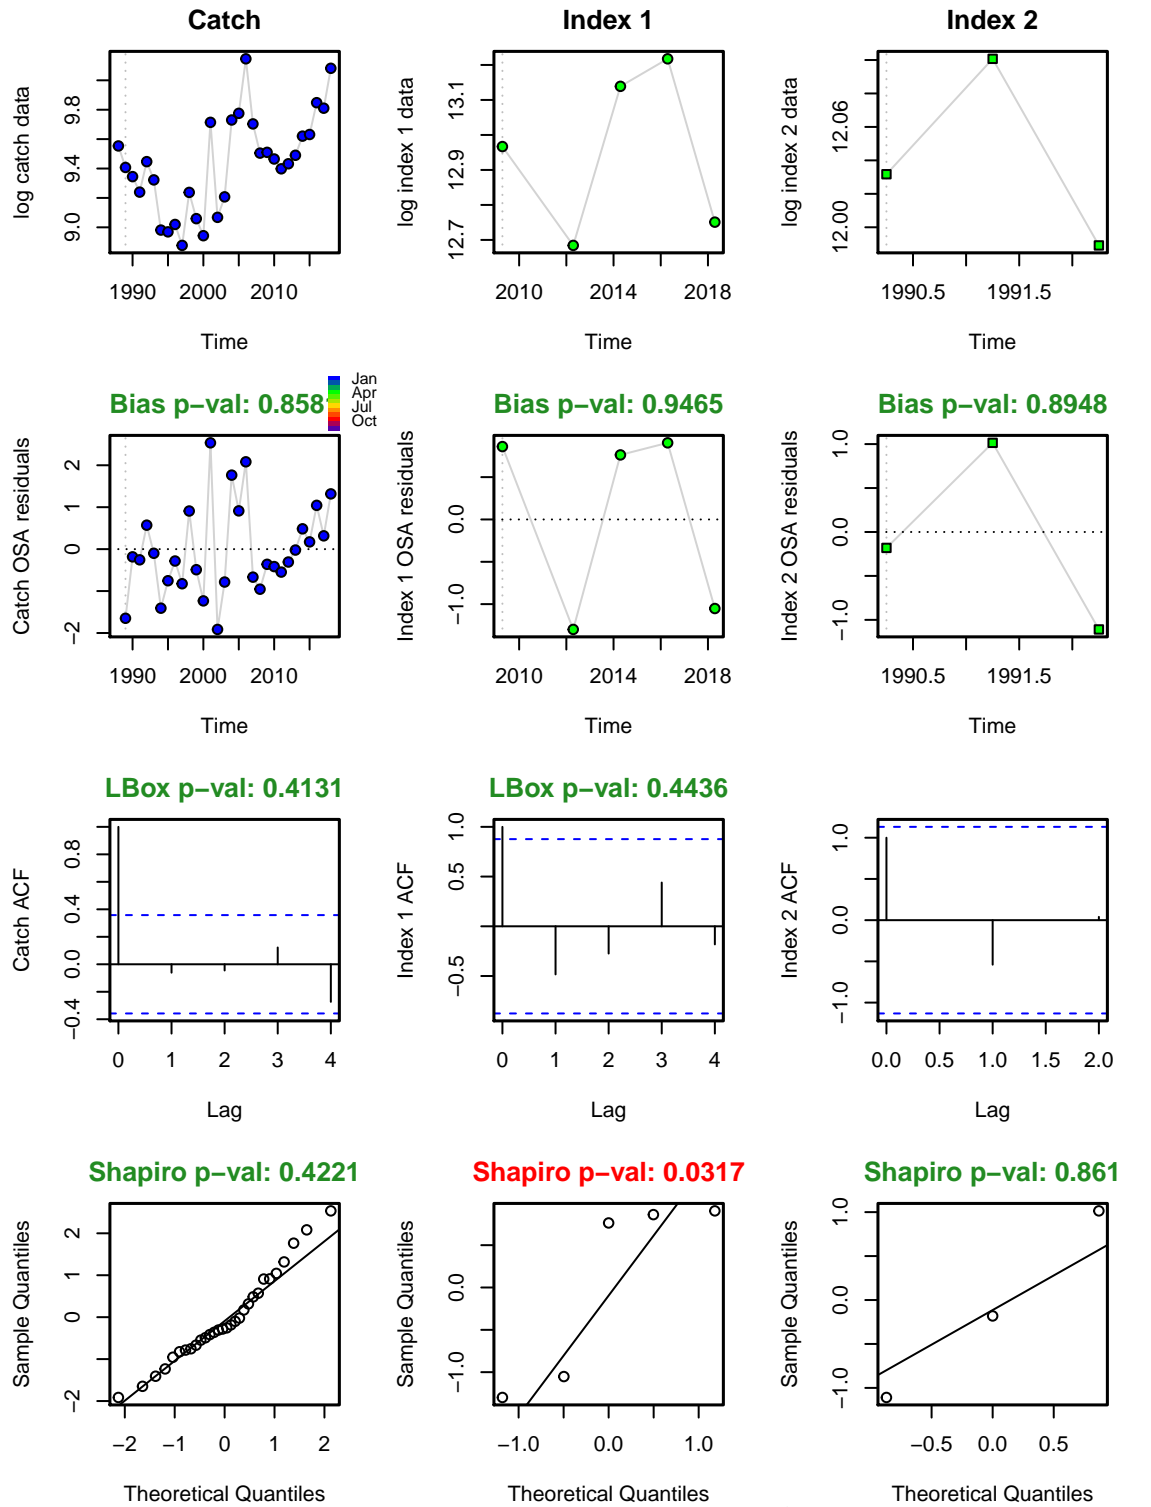 Catch Index 1 Index 2
log catch data
9.0 9.4 9.8
1990 2000 2010
Time
log index 1 data
12.7 12.9 13.1
2010 2014 2018
Time
log index 2 data
12.00 12.06
1990.5 1991.5
Time
Bias p−val: 0.858
Jan
Apr
Jul
Oct
Catch OSA residuals
−2 0 1 2
1990 2000 2010
Time
Bias p−val: 0.9465
Index 1 OSA residuals
−1.0 0.0
2010 2014 2018
Time
Bias p−val: 0.8948
Index 2 OSA residuals
−1.0 0.0 1.0
1990.5 1991.5
Time
LBox p−val: 0.4131
Catch ACF
−0.4 0.0 0.4 0.8
0 1 2 3 4
Lag
LBox p−val: 0.4436
Index 1 ACF
−0.5 0.5 1.0
0 1 2 3 4
Lag
Index 2 ACF
−1.0 0.0 1.0
0.0 0.5 1.0 1.5 2.0
Lag
Shapiro p−val: 0.4221
Sample Quantiles
−2 0 1 2
−2 −1 0 1 2
Theoretical Quantiles
Shapiro p−val: 0.0317
Sample Quantiles
−1.0 0.0
−1.0 0.0 1.0
Theoretical Quantiles
Shapiro p−val: 0.861
Sample Quantiles
−1.0 0.0 1.0
−0.5 0.0 0.5
Theoretical Quantiles